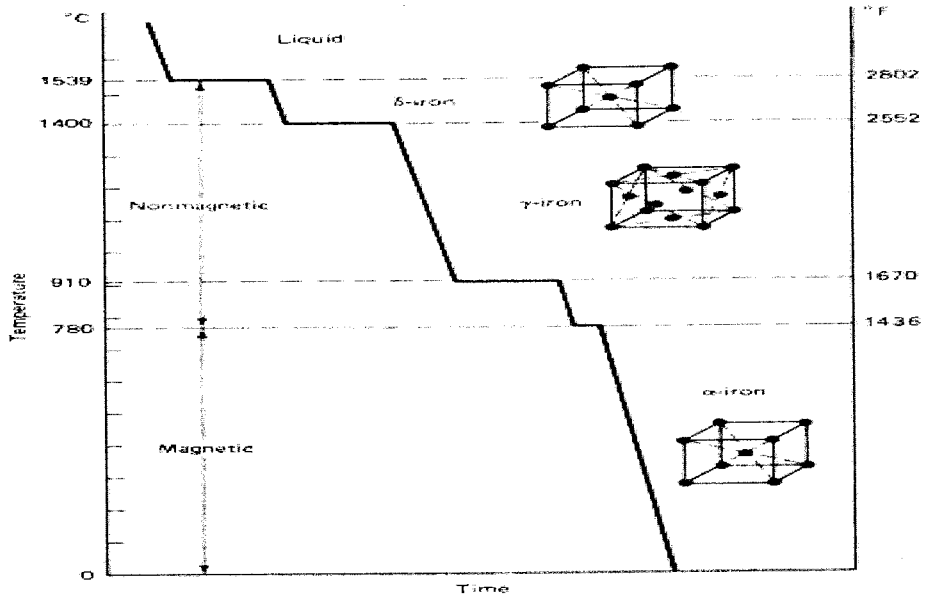 °C
°F
Liquid
1539
2802
δ-iron
1400
2552
Nonmagnetic
γ-iron
910
1670
Temperature
780
1436
α-iron
Magnetic
0
Time